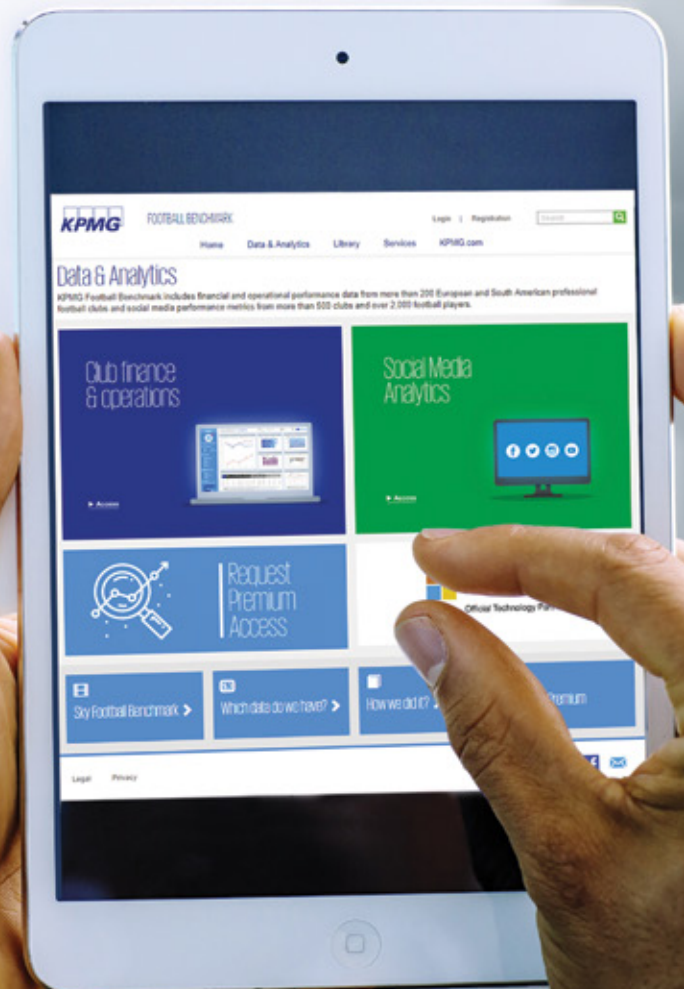 KPMG FOOTBALL BENCHMARK Login | Registration Search
Home Data & Analytics Library Services KPMG.com
Data & Analytics
KPMG Football Benchmark includes financial and operational performance data from more than 200 European and South American professional
football clubs and social media performance metrics from more than 500 clubs and over 2,000 football players.
Club finance
& operations
Access
Social Media
Analytics
Access
Request
Premium
Access
Official Technology
Sky Football Benchmark
Which data do we have?
How we did it?
Premium
Legal Privacy